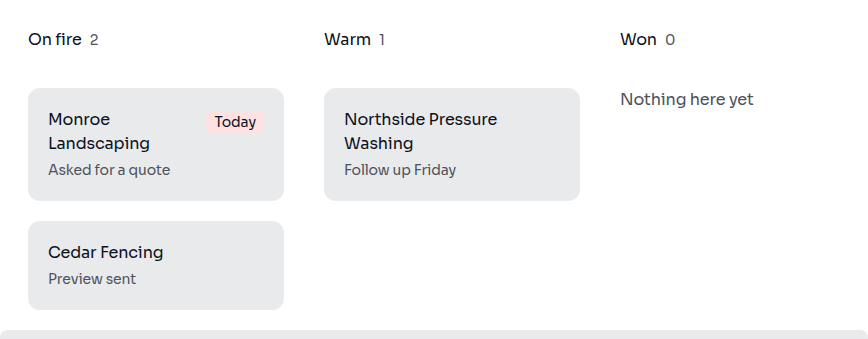 On fire 2
Monroe
Landscaping
Today
Asked for a quote
Cedar Fencing
Preview sent
Warm 1
Northside Pressure
Washing
Follow up Friday
Won 0
Nothing here yet